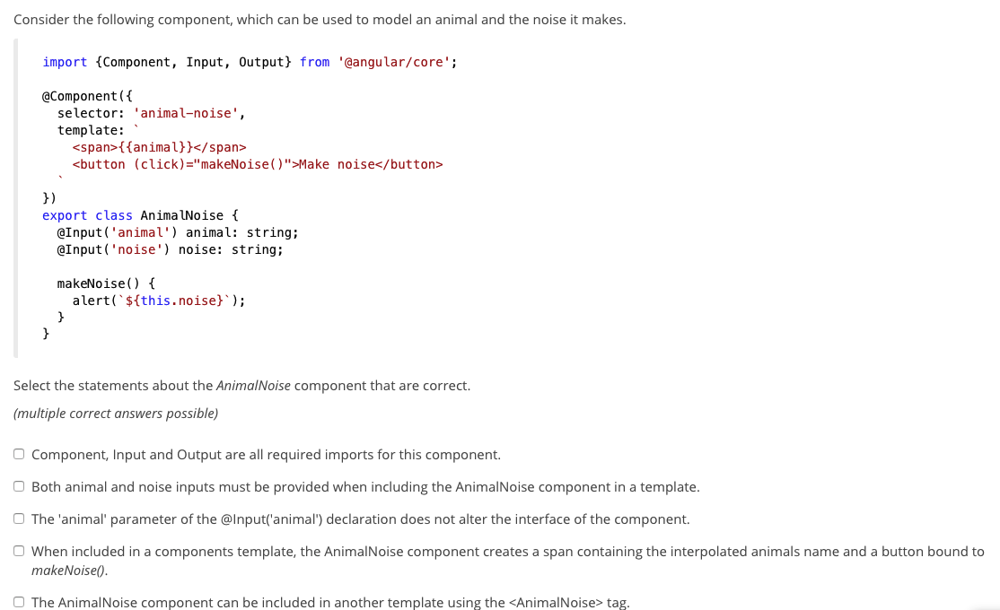 Consider the following component, which can be used to model an animal and the noise it makes.
import {Component, Input, Output} from '@angular/core';
@Component({
selector: 'animal-noise',
template: `
<span>{{animal}}</span>
<button (click)="makeNoise()">Make noise</button>
`
})
export class AnimalNoise {
@Input('animal') animal: string;
@Input('noise') noise: string;
makeNoise() {
alert(`${this.noise}`);
}
}
Select the statements about the AnimalNoise component that are correct.
(multiple correct answers possible)
Component, Input and Output are all required imports for this component.
Both animal and noise inputs must be provided when including the AnimalNoise component in a template.
The 'animal' parameter of the @Input('animal') declaration does not alter the interface of the component.
When included in a components template, the AnimalNoise component creates a span containing the interpolated animals name and a button bound to
makeNoise().
The AnimalNoise component can be included in another template using the <AnimalNoise> tag.